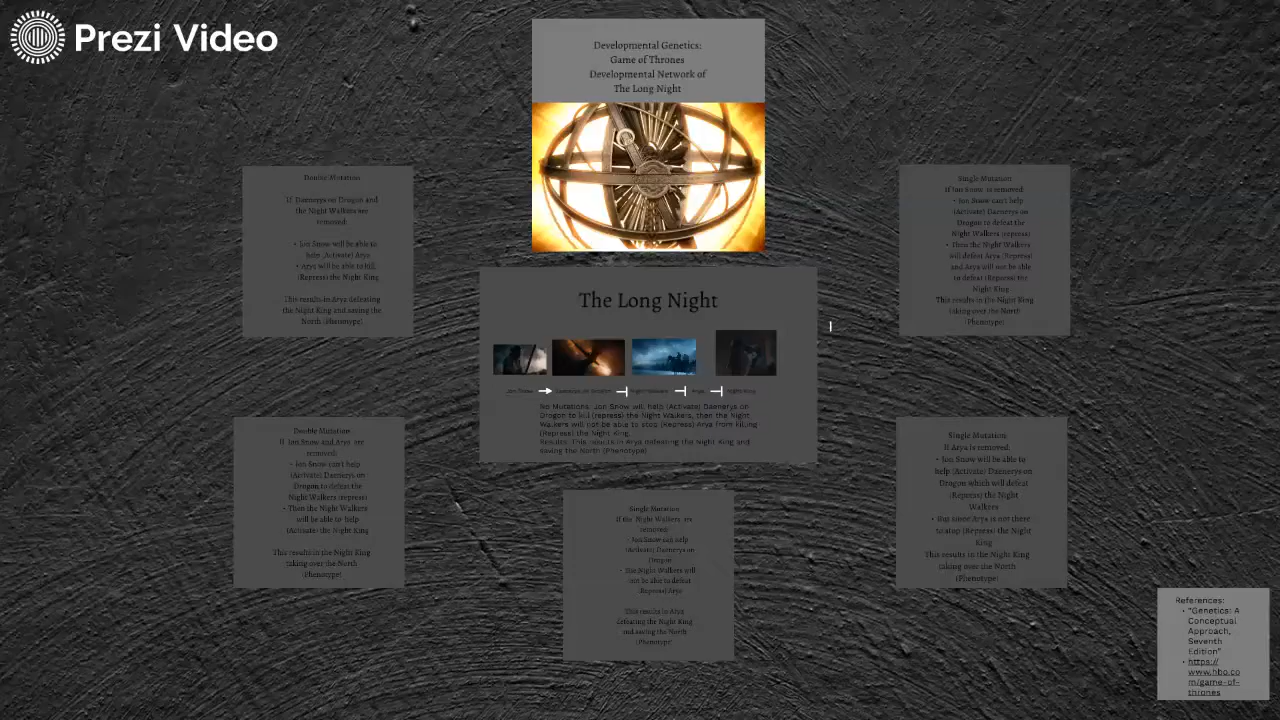 Prezi Video
Developmental Genetics:
Game of Thrones
Developmental Network of
The Long Night
Double Mutation
If Daenerys on Dragon and
the Night Walkers are
removed:
• Jon Snow will be able to
help (Activate) Arya
• Arya will be able to kill
(Repress) the Night King
This results in Arya defeating
the Night King and saving the
North (Phenotype)
Single Mutation
If Jon Snow is removed:
• Jon Snow can't help
(Activate) Daenerys on
Dragon to defeat the
Night Walkers (repress)
• Then the Night Walkers
will defeat Arya (Repress)
and Arya will not be able
to defeat (Repress) the
Night King
This results in the Night King
taking over the North
(Phenotype)
The Long Night
Jon Snow
Daenerys on Dragon
Night Walkers
Arya
Night King
No Mutations: Jon Snow will help (Activate) Daenerys on
Drogon to kill (repress) the Night Walkers, then the Night
Walkers will not be able to stop (Repress) Arya from killing
(Repress) the Night King.
Results: This results in Arya defeating the Night King and
saving the North (Phenotype)
Double Mutation
If Jon Snow and Arya are
removed:
• Jon Snow can't help
(Activate) Daenerys on
Drogon to defeat the
Night Walkers (repress)
• Then the Night Walkers
will be able to help
(Activate) the Night King
This results in the Night King
taking over the North
(Phenotype)
Single Mutation
If Arya is removed:
• Jon Snow will be able to
help (Activate) Daenerys on
Drogon which will defeat
(Repress) the Night
Walkers
• But since Arya is not there
to stop (Repress) the Night
King
This results in the Night King
taking over the North
(Phenotype)
Single Mutation
If the Night Walkers are
removed:
• Jon Snow can help
(Activate) Daenerys on
Dragon
• The Night Walkers will
not be able to defeat
(Repress) Arya
This results in Arya
defeating the Night King
and saving the North
(Phenotype)
References:
• "Genetics: A
Conceptual
Approach,
Seventh
Edition"
• https://
www.hbo.co
m/game-of-
thrones